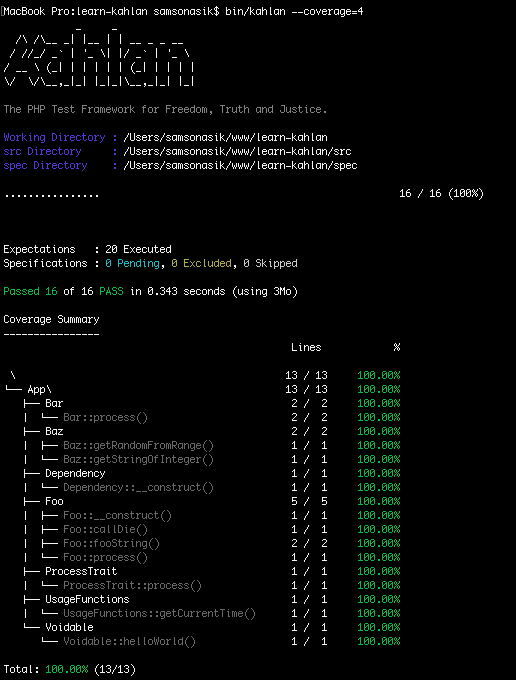 [MacBook Pro:learn-kahlan samsonasik$ bin/kahlan --coverage=4
kahlan
The PHP Test Framework for Freedom, Truth and Justice.
Working Directory : /Users/samsonasik/www/learn-kahlan
src Directory     : /Users/samsonasik/www/learn-kahlan/src
spec Directory    : /Users/samsonasik/www/learn-kahlan/spec
................ 16 / 16 (100%)
Expectations   : 20 Executed
Specifications : 0 Pending, 0 Excluded, 0 Skipped
Passed 16 of 16 PASS in 0.343 seconds (using 3Mo)
Coverage Summary
----------------
Lines %
\ 13 / 13 100.00%
└── App\ 13 / 13 100.00%
├── Bar 2 / 2 100.00%
│ └── Bar::process() 2 / 2 100.00%
├── Baz 2 / 2 100.00%
│ ├── Baz::getRandomFromRange() 1 / 1 100.00%
│ └── Baz::getStringOfInteger() 1 / 1 100.00%
├── Dependency 1 / 1 100.00%
│ └── Dependency::__construct() 1 / 1 100.00%
├── Foo 5 / 5 100.00%
│ ├── Foo::__construct() 1 / 1 100.00%
│ ├── Foo::callDie() 1 / 1 100.00%
│ ├── Foo::fooString() 2 / 2 100.00%
│ └── Foo::process() 1 / 1 100.00%
├── ProcessTrait 1 / 1 100.00%
│ └── ProcessTrait::process() 1 / 1 100.00%
├── UsageFunctions 1 / 1 100.00%
│ └── UsageFunctions::getCurrentTime() 1 / 1 100.00%
└── Voidable 1 / 1 100.00%
└── Voidable::helloWorld() 1 / 1 100.00%
Total: 100.00% (13/13)